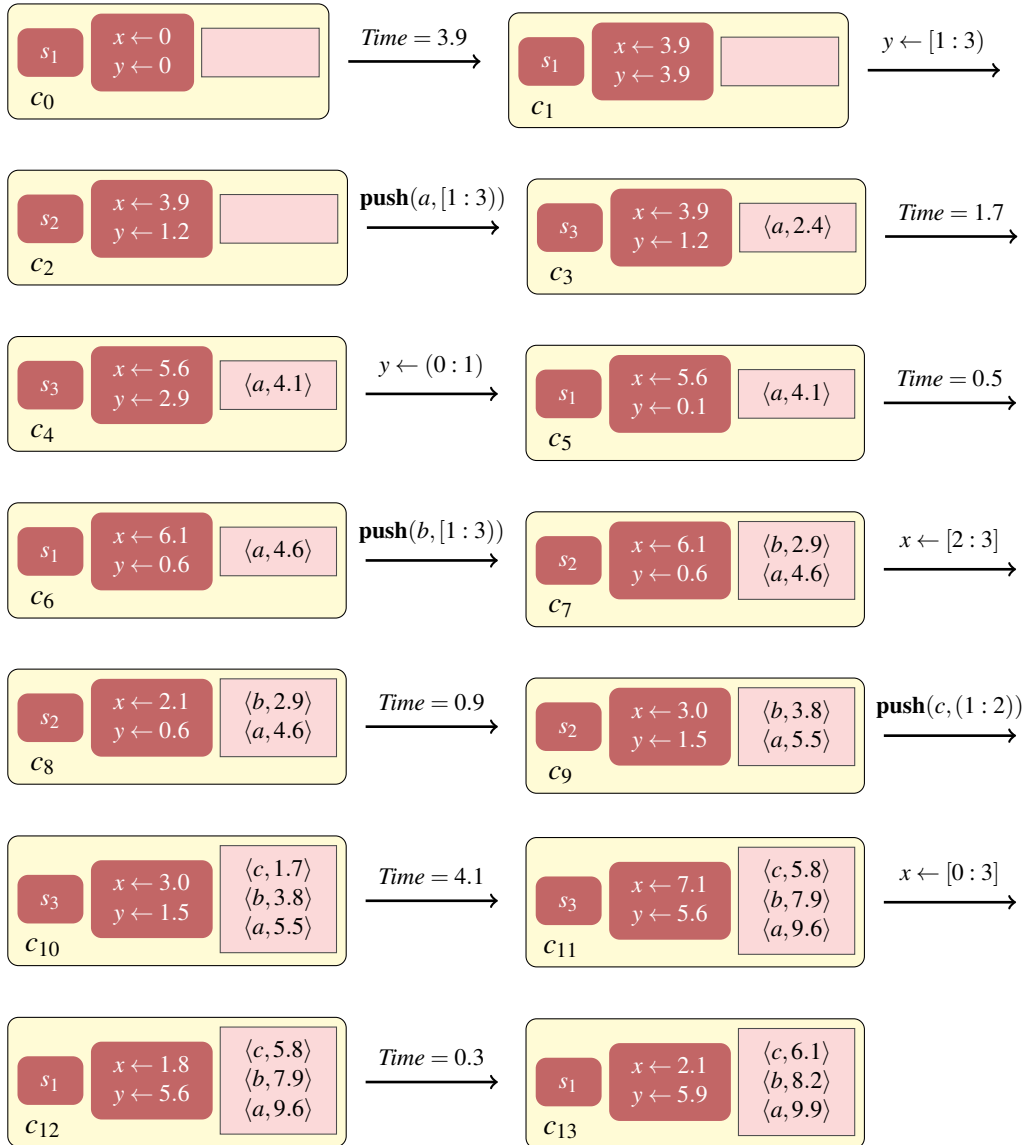 s₁ x ← 0 y ← 0 c₀
Time = 3.9
s₁ x ← 3.9 y ← 3.9 c₁
y ← [1 : 3)
s₂ x ← 3.9 y ← 1.2 c₂
push(a, [1 : 3))
s₃ x ← 3.9 y ← 1.2 ⟨a, 2.4⟩ c₃
Time = 1.7
s₃ x ← 5.6 y ← 2.9 ⟨a, 4.1⟩ c₄
y ← (0 : 1)
s₁ x ← 5.6 y ← 0.1 ⟨a, 4.1⟩ c₅
Time = 0.5
s₁ x ← 6.1 y ← 0.6 ⟨a, 4.6⟩ c₆
push(b, [1 : 3))
s₂ x ← 6.1 y ← 0.6 ⟨b, 2.9⟩ ⟨a, 4.6⟩ c₇
x ← [2 : 3]
s₂ x ← 2.1 y ← 0.6 ⟨b, 2.9⟩ ⟨a, 4.6⟩ c₈
Time = 0.9
s₂ x ← 3.0 y ← 1.5 ⟨b, 3.8⟩ ⟨a, 5.5⟩ c₉
push(c, (1 : 2))
s₃ x ← 3.0 y ← 1.5 ⟨c, 1.7⟩ ⟨b, 3.8⟩ ⟨a, 5.5⟩ c₁₀
Time = 4.1
s₃ x ← 7.1 y ← 5.6 ⟨c, 5.8⟩ ⟨b, 7.9⟩ ⟨a, 9.6⟩ c₁₁
x ← [0 : 3]
s₁ x ← 1.8 y ← 5.6 ⟨c, 5.8⟩ ⟨b, 7.9⟩ ⟨a, 9.6⟩ c₁₂
Time = 0.3
s₁ x ← 2.1 y ← 5.9 ⟨c, 6.1⟩ ⟨b, 8.2⟩ ⟨a, 9.9⟩ c₁₃